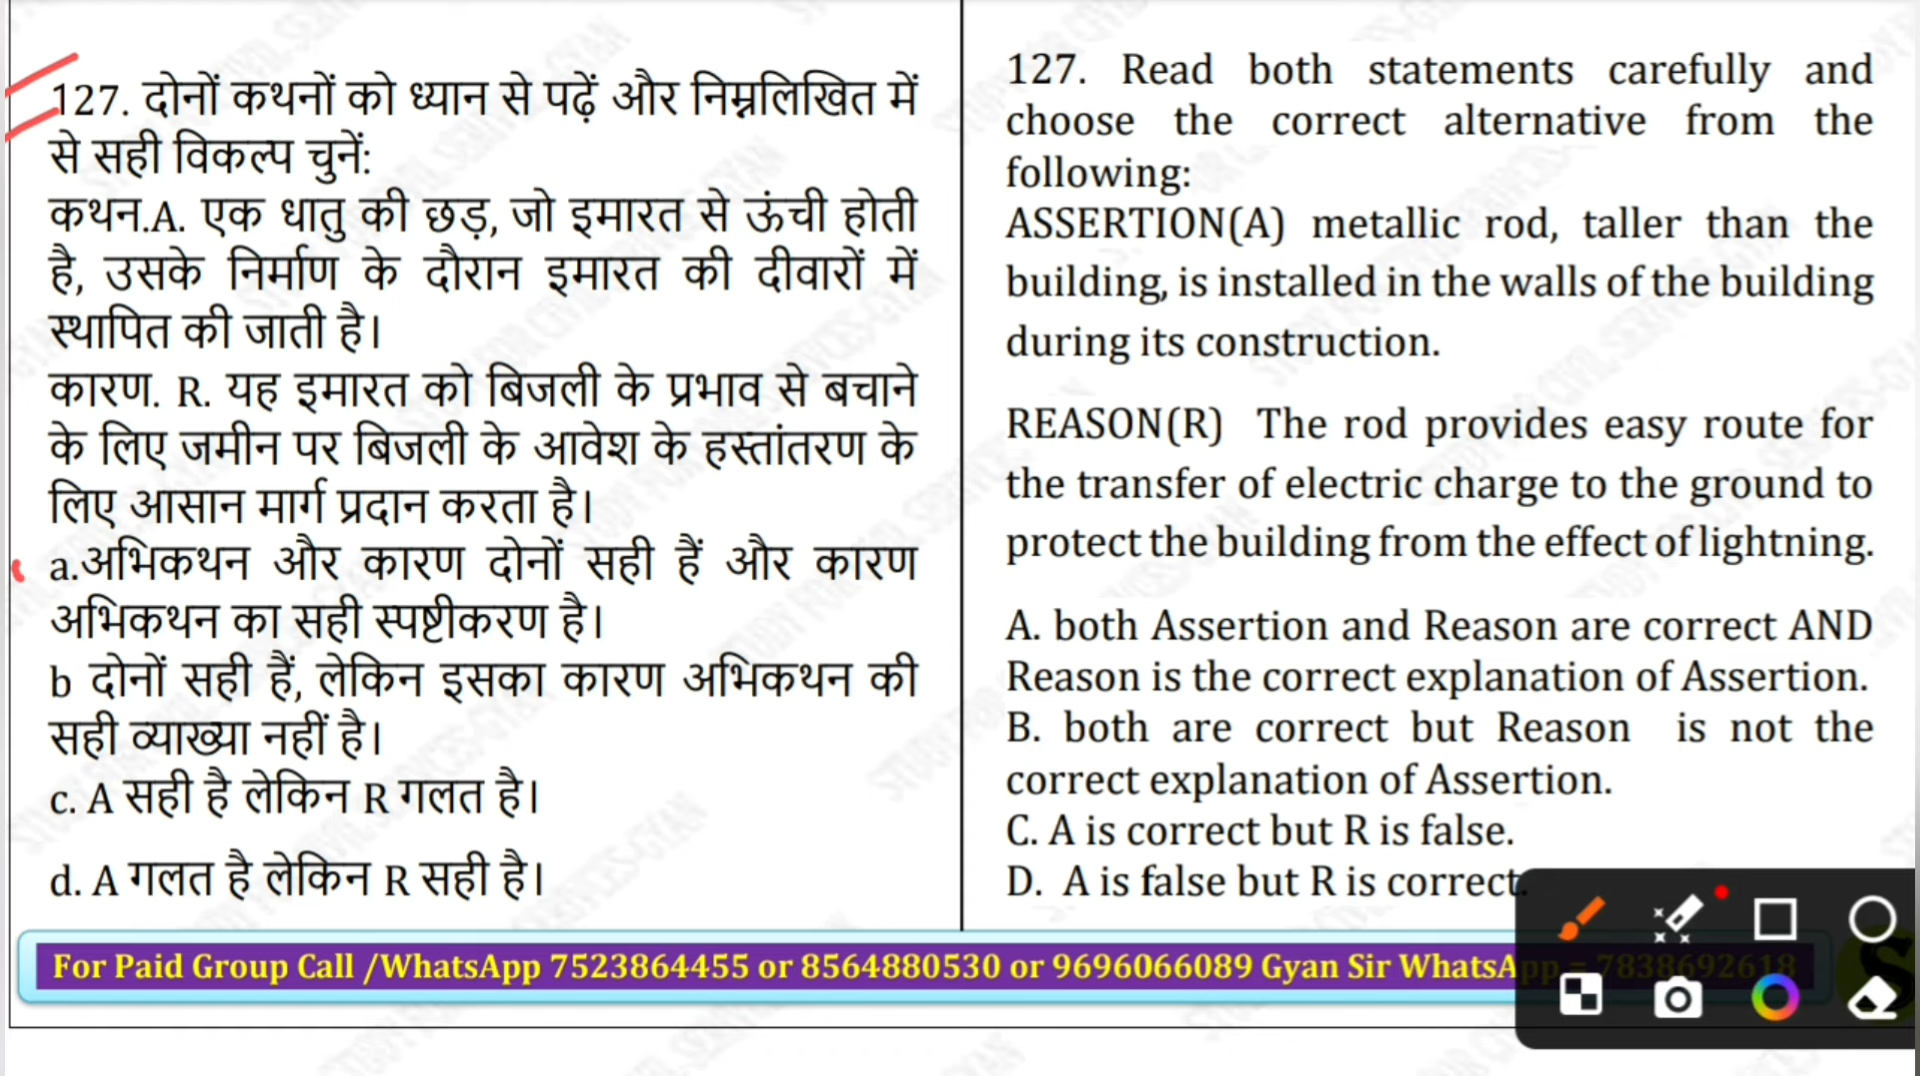 127. दोनों कथनों को ध्यान से पढ़ें और निम्नलिखित में
से सही विकल्प चुनें:
कथन.A. एक धातु की छड़, जो इमारत से ऊंची होती
है, उसके निर्माण के दौरान इमारत की दीवारों में
स्थापित की जाती है।
कारण. R. यह इमारत को बिजली के प्रभाव से बचाने
के लिए जमीन पर बिजली के आवेश के हस्तांतरण के
लिए आसान मार्ग प्रदान करता है।
a.अभिकथन और कारण दोनों सही हैं और कारण
अभिकथन का सही स्पष्टीकरण है।
b दोनों सही हैं, लेकिन इसका कारण अभिकथन की
सही व्याख्या नहीं है।
c. A सही है लेकिन R गलत है।
d. A गलत है लेकिन R सही है।
127. Read both statements carefully and
choose the correct alternative from the
following:
ASSERTION(A) metallic rod, taller than the
building, is installed in the walls of the building
during its construction.
REASON(R) The rod provides easy route for
the transfer of electric charge to the ground to
protect the building from the effect of lightning.
A. both Assertion and Reason are correct AND
Reason is the correct explanation of Assertion.
B. both are correct but Reason is not the
correct explanation of Assertion.
C. A is correct but R is false.
D. A is false but R is correct.
For Paid Group Call /WhatsApp 7523864455 or 8564880530 or 9696066089 Gyan Sir WhatsApp = 7838692618